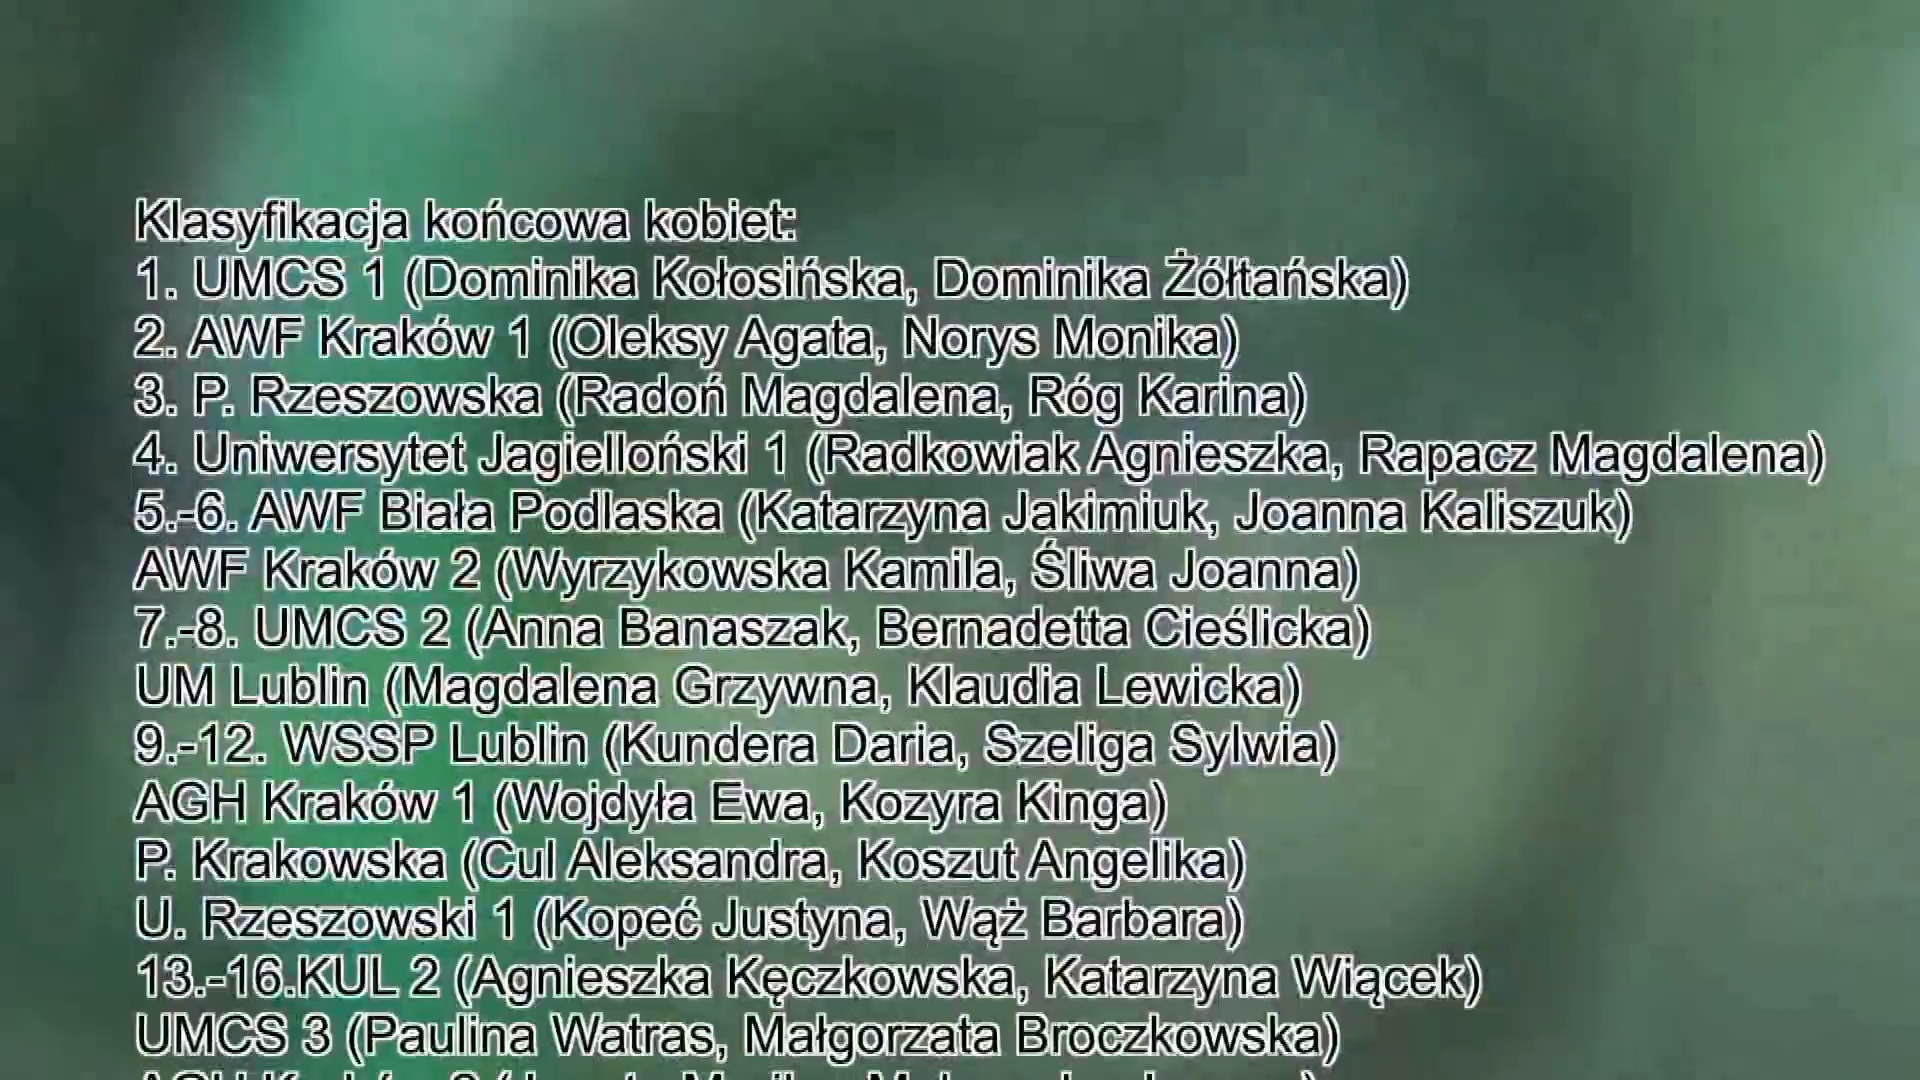 Klasyfikacja końcowa kobiet:
1. UMCS 1 (Dominika Kołosińska, Dominika Żółtańska)
2. AWF Kraków 1 (Oleksy Agata, Norys Monika)
3. P. Rzeszowska (Radoń Magdalena, Róg Karina)
4. Uniwersytet Jagielloński 1 (Radkowiak Agnieszka, Rapacz Magdalena)
5.-6. AWF Biała Podlaska (Katarzyna Jakimiuk, Joanna Kaliszuk)
AWF Kraków 2 (Wyrzykowska Kamila, Śliwa Joanna)
7.-8. UMCS 2 (Anna Banaszak, Bernadetta Cieślicka)
UM Lublin (Magdalena Grzywna, Klaudia Lewicka)
9.-12. WSSP Lublin (Kundera Daria, Szeliga Sylwia)
AGH Kraków 1 (Wojdyła Ewa, Kozyra Kinga)
P. Krakowska (Cul Aleksandra, Koszut Angelika)
U. Rzeszowski 1 (Kopeć Justyna, Wąż Barbara)
13.-16.KUL 2 (Agnieszka Kęczkowska, Katarzyna Wiącek)
UMCS 3 (Paulina Watras, Małgorzata Broczkowska)